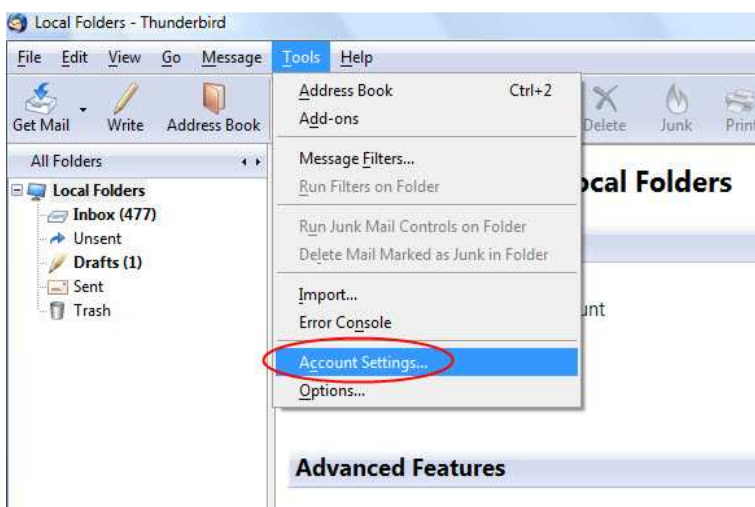 Local Folders - Thunderbird
File Edit View Go Message Tools Help
Get Mail Write Address Book Delete Junk Print
Address Book Ctrl+2
Add-ons
Message Filters...
Run Filters on Folder
Run Junk Mail Controls on Folder
Delete Mail Marked as Junk in Folder
Import...
Error Console
Account Settings...
Options...
All Folders
Local Folders
Inbox (477)
Unsent
Drafts (1)
Sent
Trash
ocal Folders
unt
Advanced Features